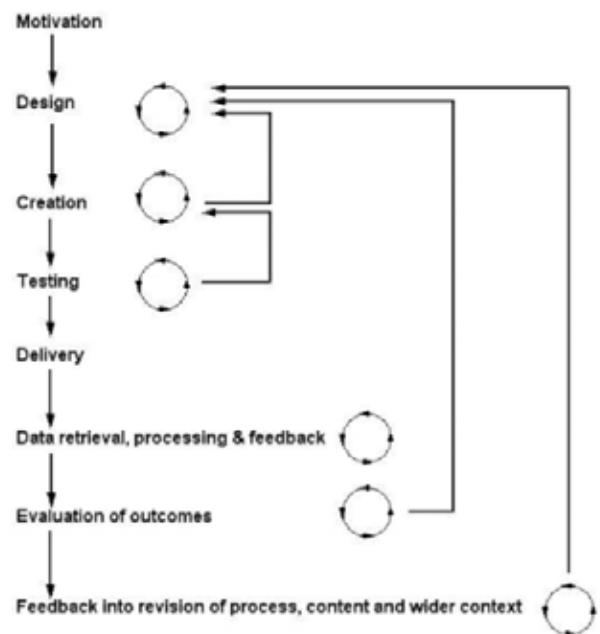 Motivation
Design
Creation
Testing
Delivery
Data retrieval, processing & feedback
Evaluation of outcomes
Feedback into revision of process, content and wider context